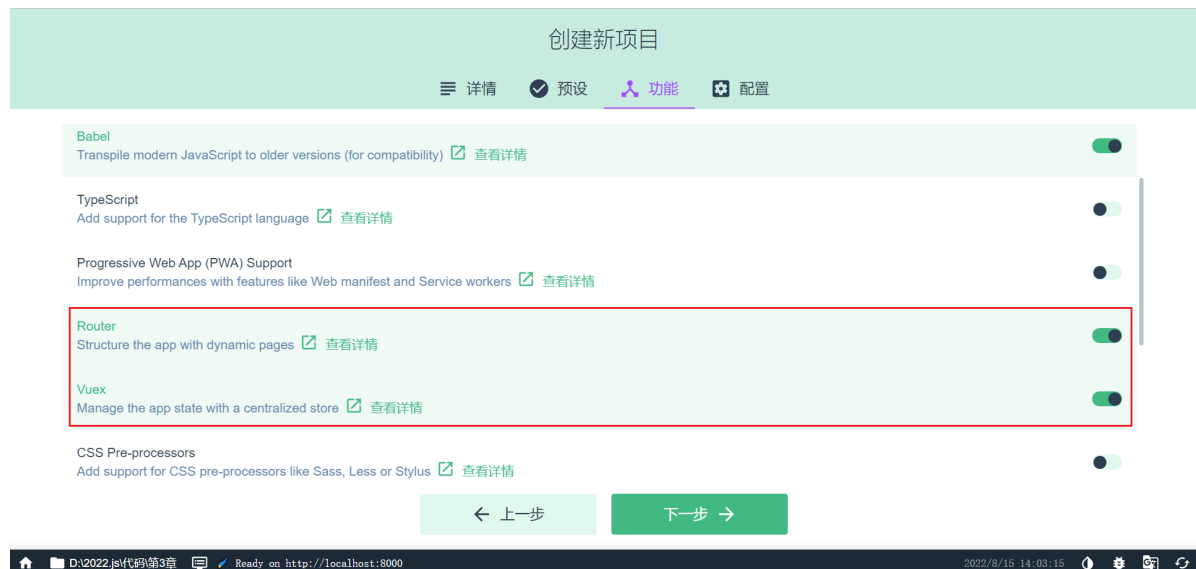 创建新项目
详情 预设 功能 配置
Babel
Transpile modern JavaScript to older versions (for compatibility) 查看详情
TypeScript
Add support for the TypeScript language 查看详情
Progressive Web App (PWA) Support
Improve performances with features like Web manifest and Service workers 查看详情
Router
Structure the app with dynamic pages 查看详情
Vuex
Manage the app state with a centralized store 查看详情
CSS Pre-processors
Add support for CSS pre-processors like Sass, Less or Stylus 查看详情
上一步 下一步
D:\2022.js\代码\第3章 Ready on http://localhost:8000 2022/8/15 14:03:15